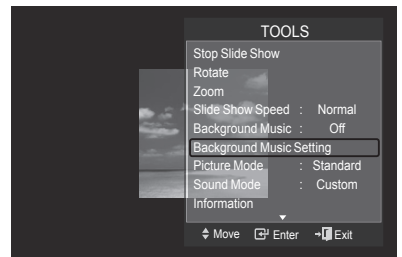 TOOLS
Stop Slide Show
Rotate
Zoom
Slide Show Speed : Normal
Background Music : Off
Background Music Setting
Picture Mode : Standard
Sound Mode : Custom
Information
Move Enter Exit